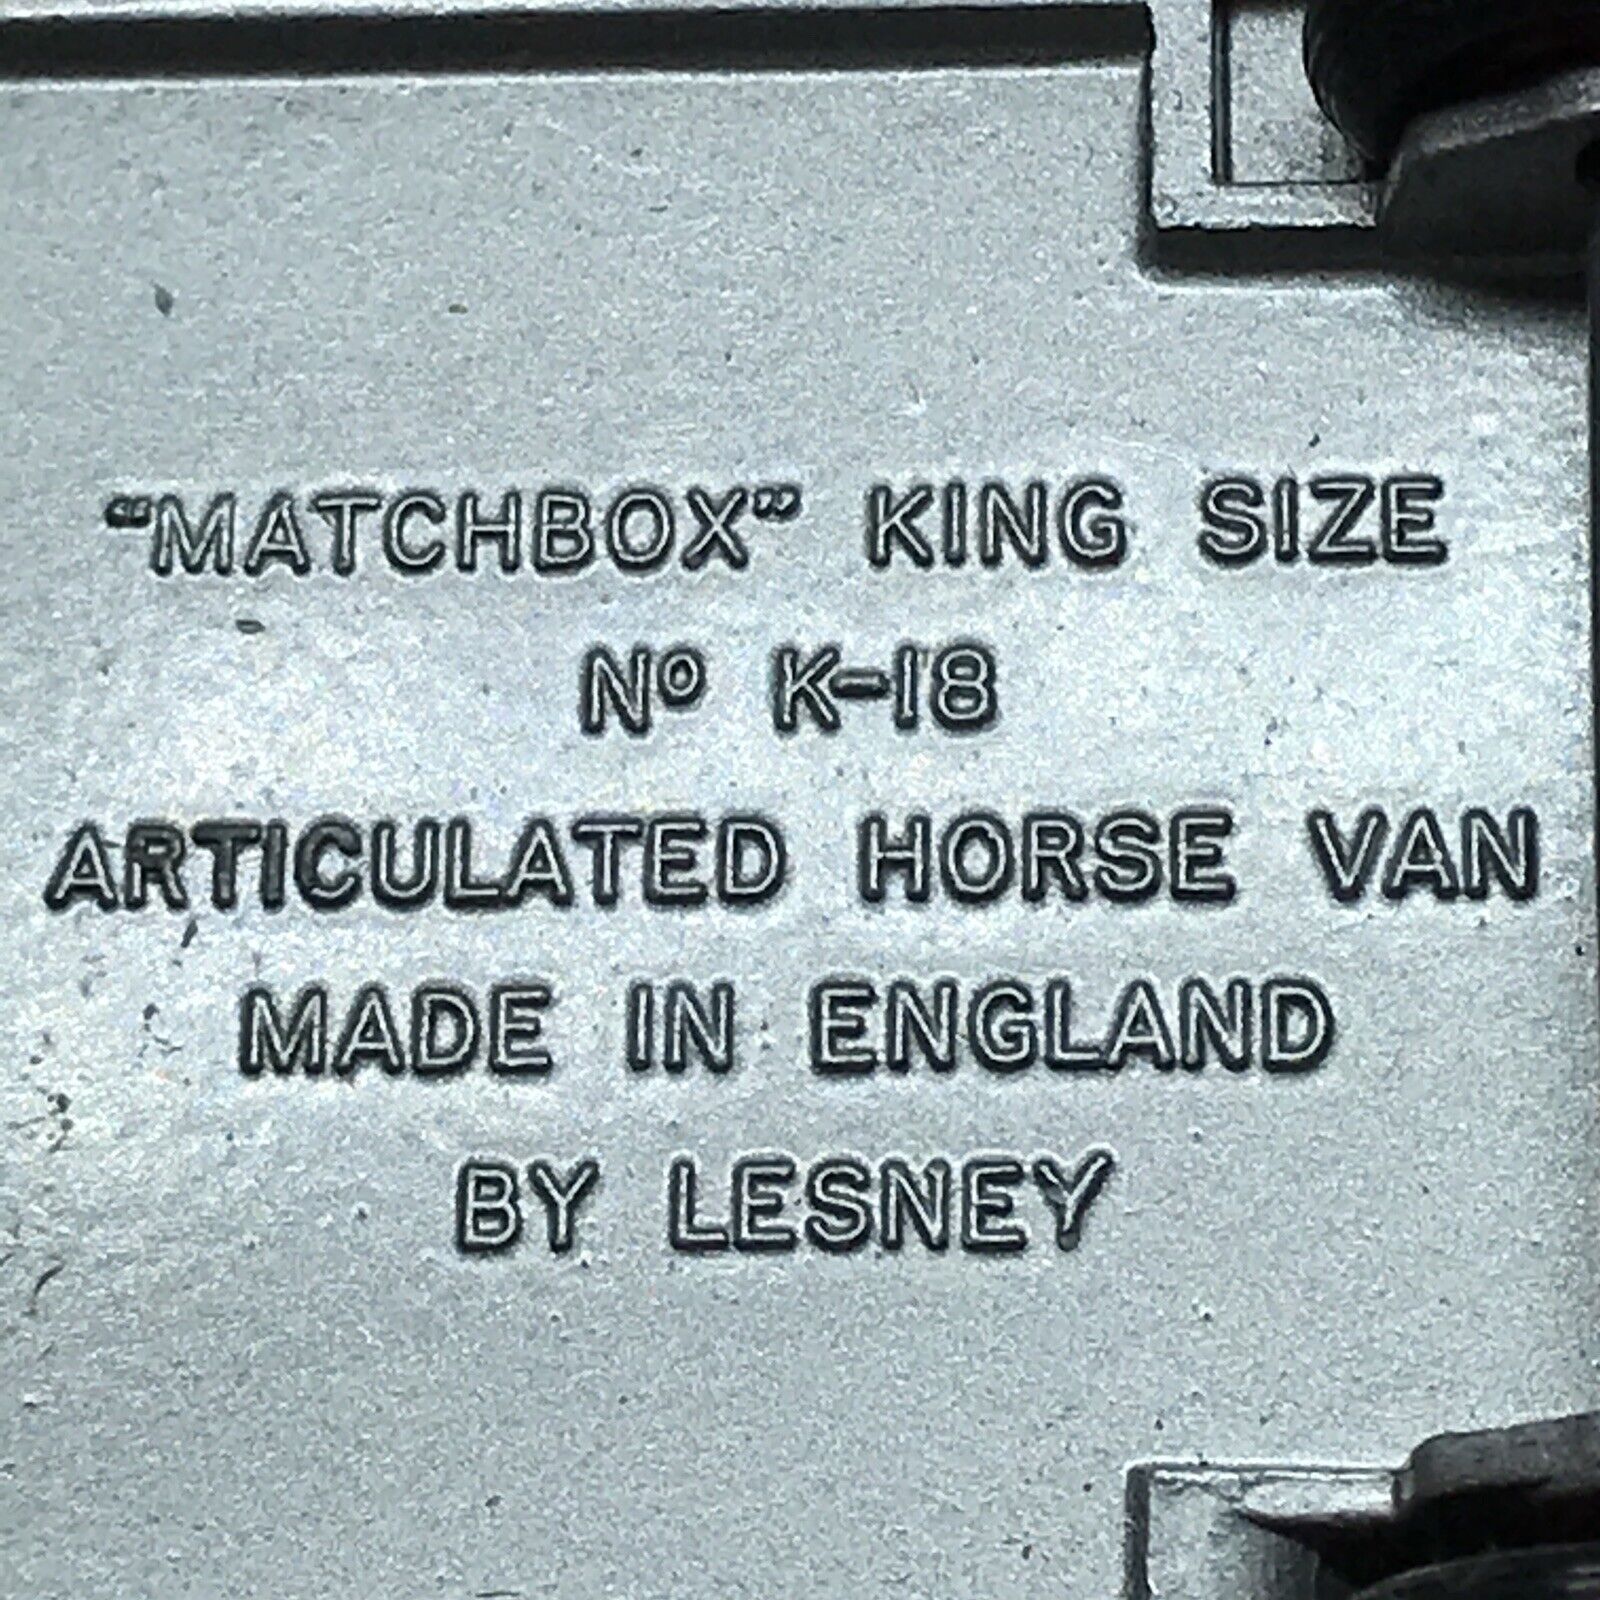 “MATCHBOX” KING SIZE
Nº K-18
ARTICULATED HORSE VAN
MADE IN ENGLAND
BY LESNEY